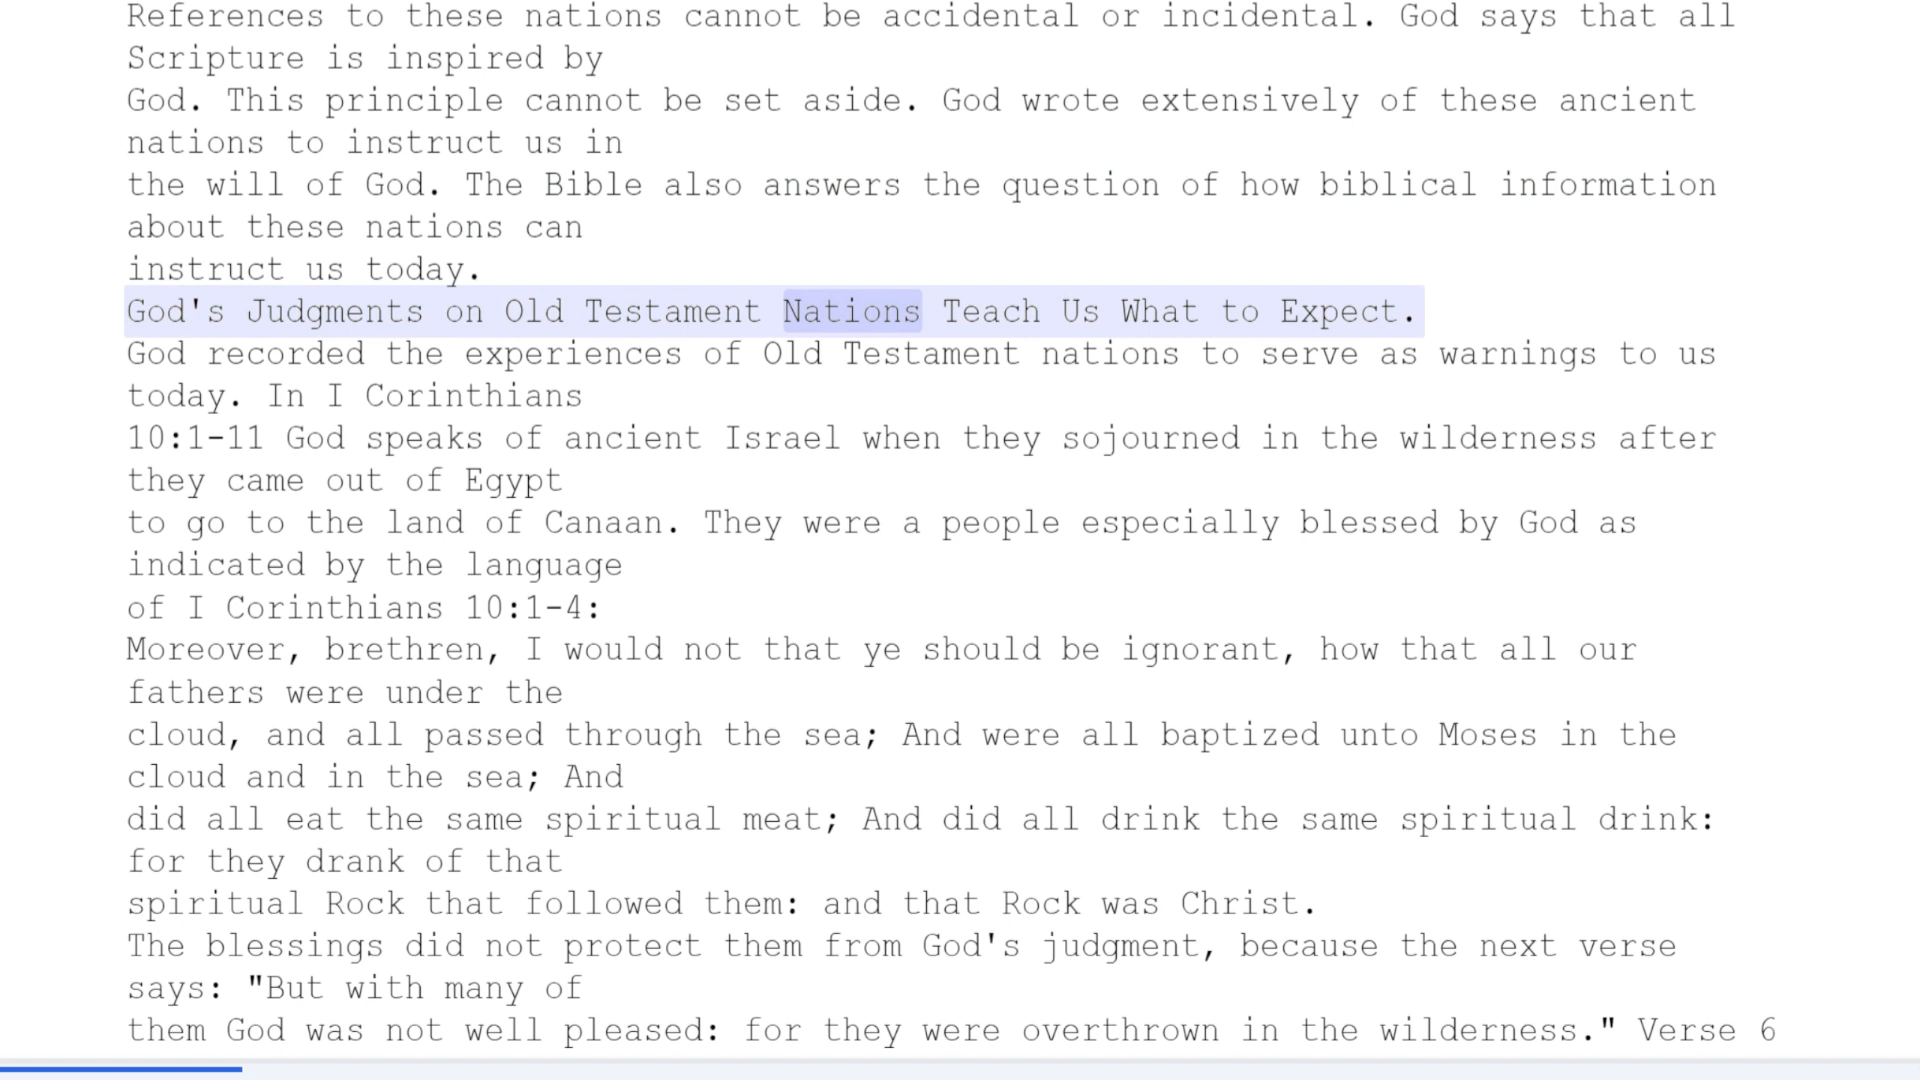 References to these nations cannot be accidental or incidental. God says that all
Scripture is inspired by
God. This principle cannot be set aside. God wrote extensively of these ancient
nations to instruct us in
the will of God. The Bible also answers the question of how biblical information
about these nations can
instruct us today.
God's Judgments on Old Testament Nations Teach Us What to Expect.
God recorded the experiences of Old Testament nations to serve as warnings to us
today. In I Corinthians
10:1-11 God speaks of ancient Israel when they sojourned in the wilderness after
they came out of Egypt
to go to the land of Canaan. They were a people especially blessed by God as
indicated by the language
of I Corinthians 10:1-4:
Moreover, brethren, I would not that ye should be ignorant, how that all our
fathers were under the
cloud, and all passed through the sea; And were all baptized unto Moses in the
cloud and in the sea; And
did all eat the same spiritual meat; And did all drink the same spiritual drink:
for they drank of that
spiritual Rock that followed them: and that Rock was Christ.
The blessings did not protect them from God's judgment, because the next verse
says: "But with many of
them God was not well pleased: for they were overthrown in the wilderness." Verse 6